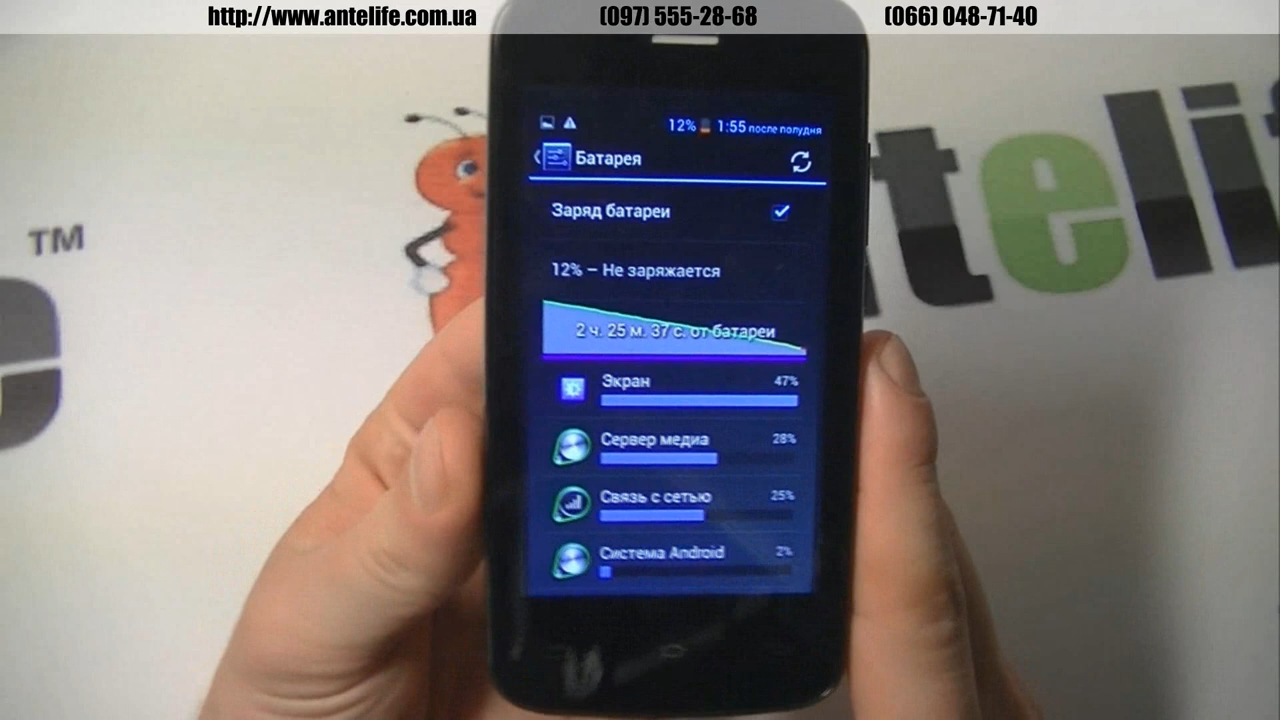 http://www.antelife.com.ua (097) 555-28-68 (066) 048-71-40
12% 1:55 после полудня
Батарея
Заряд батареи
12% – Не заряжается
2 ч. 25 м. 37 с. от батареи
Экран 47%
Сервер медиа 28%
Связь с сетью 25%
Система Android 2%
TM
e
teli